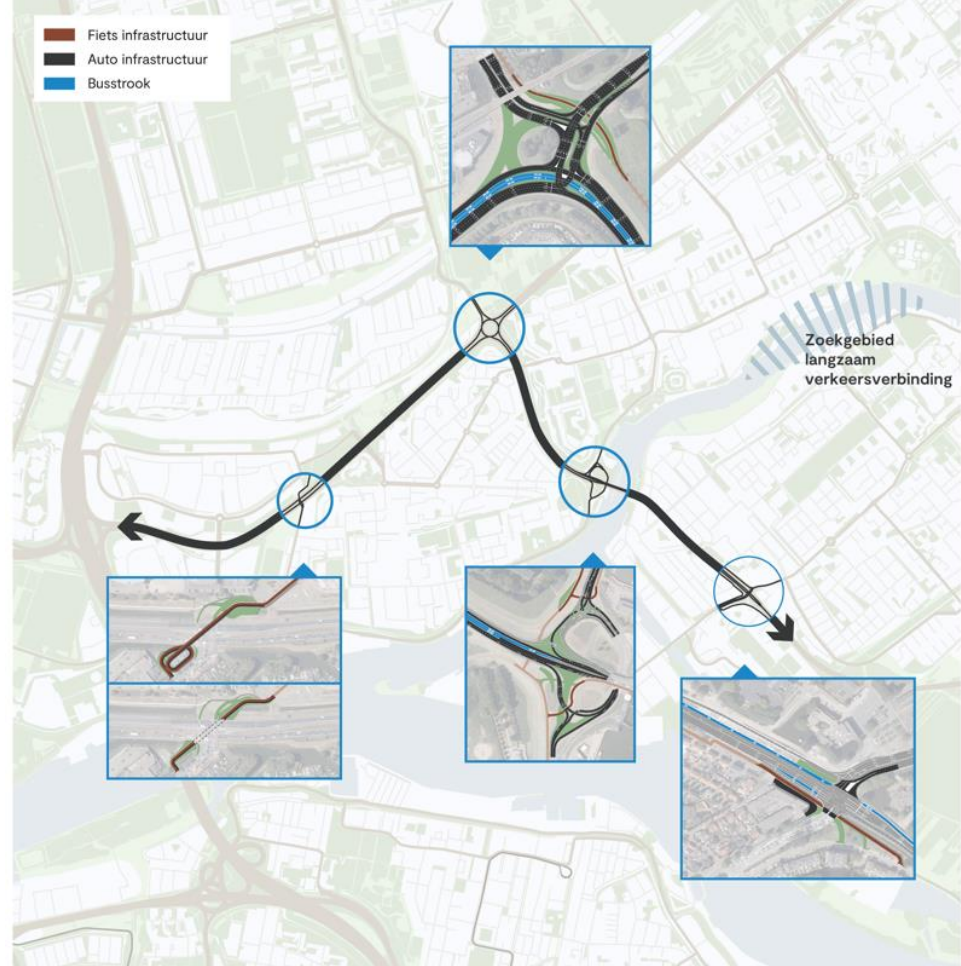 Fiets infrastructuur
Auto infrastructuur
Busstrook
Zoekgebied
langzaam
verkeersverbinding